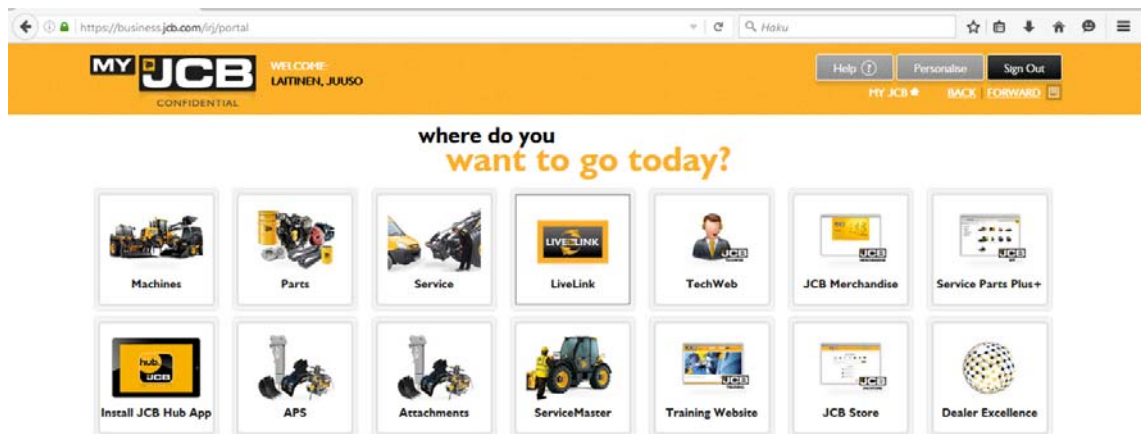 https://business.jcb.com/irj/portal
Haku
MY JCB
CONFIDENTIAL
WELCOME:
LAITINEN, JUUSO
Help ?
Personalise
Sign Out
MY JCB
BACK | FORWARD
where do you
want to go today?
LIVELINK
JCB
JCB
JCB
Machines
Parts
Service
LiveLink
TechWeb
JCB Merchandise
Service Parts Plus+
hub
JCB
JCB
JCB
Install JCB Hub App
APS
Attachments
ServiceMaster
Training Website
JCB Store
Dealer Excellence